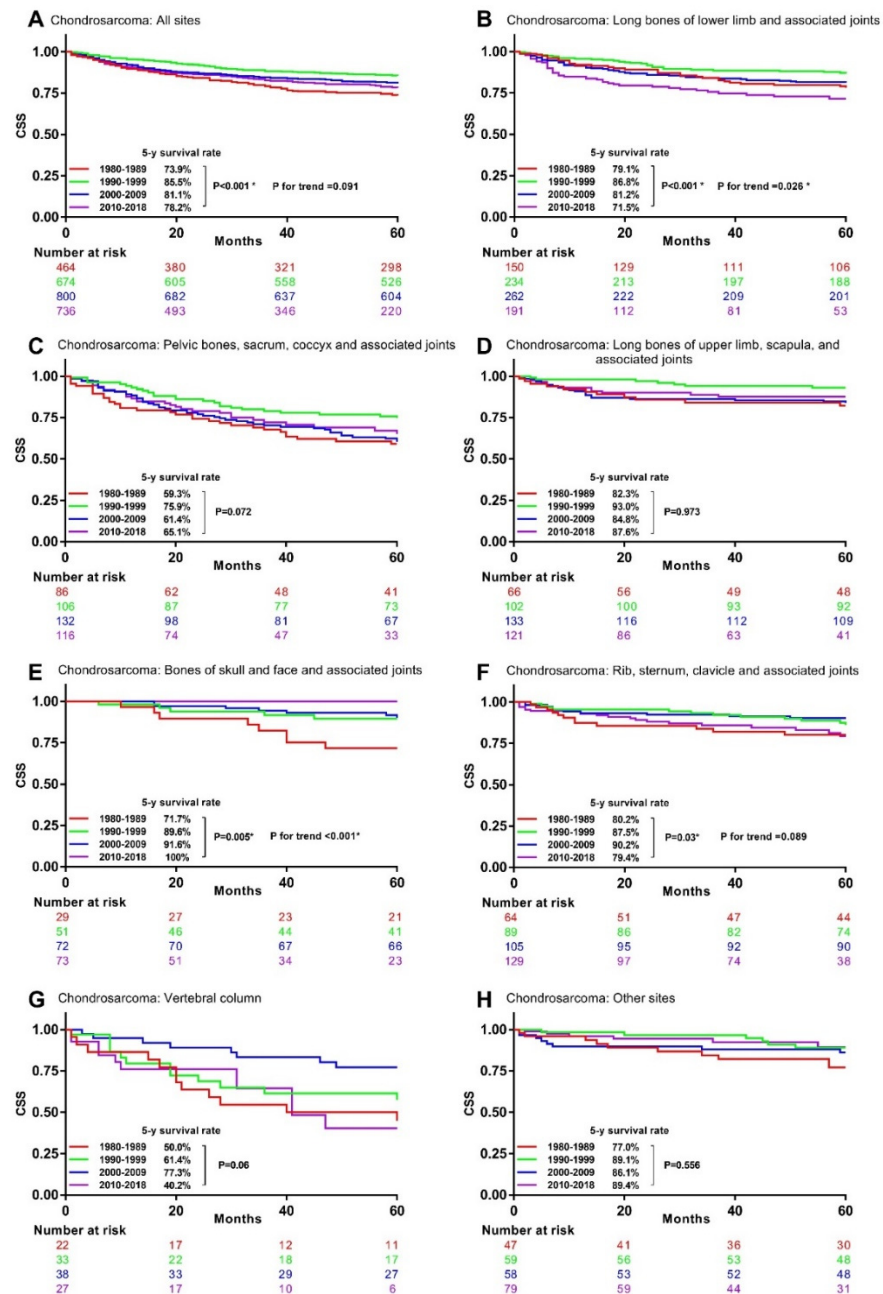 A Chondrosarcoma: All sites
1.00
0.75
0.50
0.25
0.00
CSS
5-y survival rate
1980-1989 73.9%
1990-1999 85.5%
2000-2009 81.1%
2010-2018 78.2%
P<0.001 * P for trend =0.091
0 20 40 60
Months
Number at risk
464 380 321 298
674 605 558 526
800 682 637 604
736 493 346 220
B Chondrosarcoma: Long bones of lower limb and associated joints
1.00
0.75
0.50
0.25
0.00
CSS
5-y survival rate
1980-1989 79.1%
1990-1999 86.8%
2000-2009 81.2%
2010-2018 71.5%
P<0.001 * P for trend =0.026 *
0 20 40 60
Months
Number at risk
150 129 111 106
234 213 197 188
262 222 209 201
191 112 81 53
C Chondrosarcoma: Pelvic bones, sacrum, coccyx and associated joints
1.00
0.75
0.50
0.25
0.00
CSS
5-y survival rate
1980-1989 59.3%
1990-1999 75.9%
2000-2009 61.4%
2010-2018 65.1%
P=0.072
0 20 40 60
Months
Number at risk
86 62 48 41
106 87 77 73
132 98 81 67
116 74 47 33
D Chondrosarcoma: Long bones of upper limb, scapula, and
associated joints
1.00
0.75
0.50
0.25
0.00
CSS
5-y survival rate
1980-1989 82.3%
1990-1999 93.0%
2000-2009 84.8%
2010-2018 87.6%
P=0.973
0 20 40 60
Months
Number at risk
66 56 49 48
102 100 93 92
133 116 112 109
121 86 63 41
E Chondrosarcoma: Bones of skull and face and associated joints
1.00
0.75
0.50
0.25
0.00
CSS
5-y survival rate
1980-1989 71.7%
1990-1999 89.6%
2000-2009 91.6%
2010-2018 100%
P=0.005* P for trend <0.001*
0 20 40 60
Months
Number at risk
29 27 23 21
51 46 44 41
72 70 67 66
73 51 34 23
F Chondrosarcoma: Rib, sternum, clavicle and associated joints
1.00
0.75
0.50
0.25
0.00
CSS
5-y survival rate
1980-1989 80.2%
1990-1999 87.5%
2000-2009 90.2%
2010-2018 79.4%
P=0.03* P for trend =0.089
0 20 40 60
Months
Number at risk
64 51 47 44
89 86 82 74
105 95 92 90
129 97 74 38
G Chondrosarcoma: Vertebral column
1.00
0.75
0.50
0.25
0.00
CSS
5-y survival rate
1980-1989 50.0%
1990-1999 61.4%
2000-2009 77.3%
2010-2018 40.2%
P=0.06
0 20 40 60
Months
Number at risk
22 17 12 11
33 22 18 17
38 33 29 27
27 17 10 6
H Chondrosarcoma: Other sites
1.00
0.75
0.50
0.25
0.00
CSS
5-y survival rate
1980-1989 77.0%
1990-1999 89.1%
2000-2009 86.1%
2010-2018 89.4%
P=0.556
0 20 40 60
Months
Number at risk
47 41 36 30
59 56 53 48
58 53 52 48
79 59 44 31